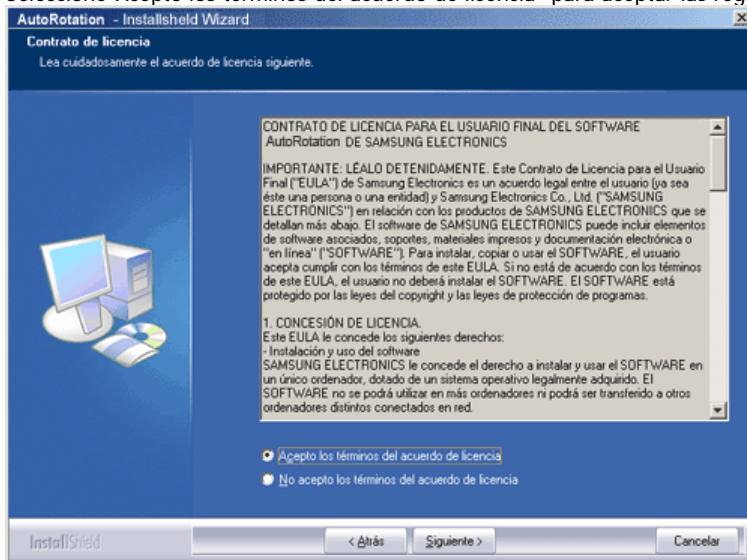 Seleccione Acepto los términos del acuerdo de licencia" para aceptar las reg
AutoRotation - InstallShield Wizard
Contrato de licencia
Lea cuidadosamente el acuerdo de licencia siguiente.
CONTRATO DE LICENCIA PARA EL USUARIO FINAL DEL SOFTWARE
AutoRotation DE SAMSUNG ELECTRONICS
IMPORTANTE: LÉALO DETENIDAMENTE. Este Contrato de Licencia para el Usuario
Final ("EULA") de Samsung Electronics es un acuerdo legal entre el usuario (ya sea
éste una persona o una entidad) y Samsung Electronics Co., Ltd. ("SAMSUNG
ELECTRONICS") en relación con los productos de SAMSUNG ELECTRONICS que se
detallan más abajo. El software de SAMSUNG ELECTRONICS puede incluir elementos
de software asociados, soportes, materiales impresos y documentación electrónica o
"en línea" ("SOFTWARE"). Para instalar, copiar o usar el SOFTWARE, el usuario
acepta cumplir con los términos de este EULA. Si no está de acuerdo con los términos
de este EULA, el usuario no deberá instalar el SOFTWARE. El SOFTWARE está
protegido por las leyes del copyright y las leyes de protección de programas.
1. CONCESIÓN DE LICENCIA.
Este EULA le concede los siguientes derechos:
- Instalación y uso del software
SAMSUNG ELECTRONICS le concede el derecho a instalar y usar el SOFTWARE en
un único ordenador, dotado de un sistema operativo legalmente adquirido. El
SOFTWARE no se podrá utilizar en más ordenadores ni podrá ser transferido a otros
ordenadores distintos conectados en red.
Acepto los términos del acuerdo de licencia
No acepto los términos del acuerdo de licencia
InstallShield
< Atrás
Siguiente >
Cancelar